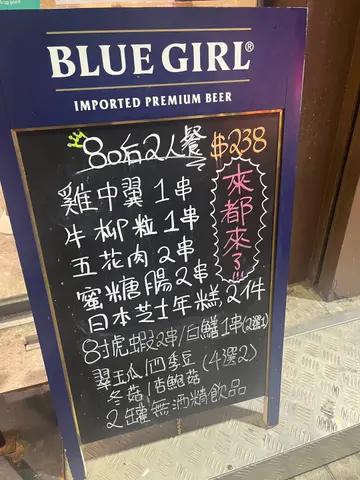 BLUE GIRL®
IMPORTED PREMIUM BEER
80后2人餐 $238
來都來了
雞中翼 1串
牛柳粒 1串
五花肉 2串
蜜糖腸 2串
日本芝士年糕 2件
8吋虎蝦2串/白鱔1串(2選1)
翠玉瓜/四季豆 (4選2)
冬菇/杏鮑菇
2罐無酒精飲品